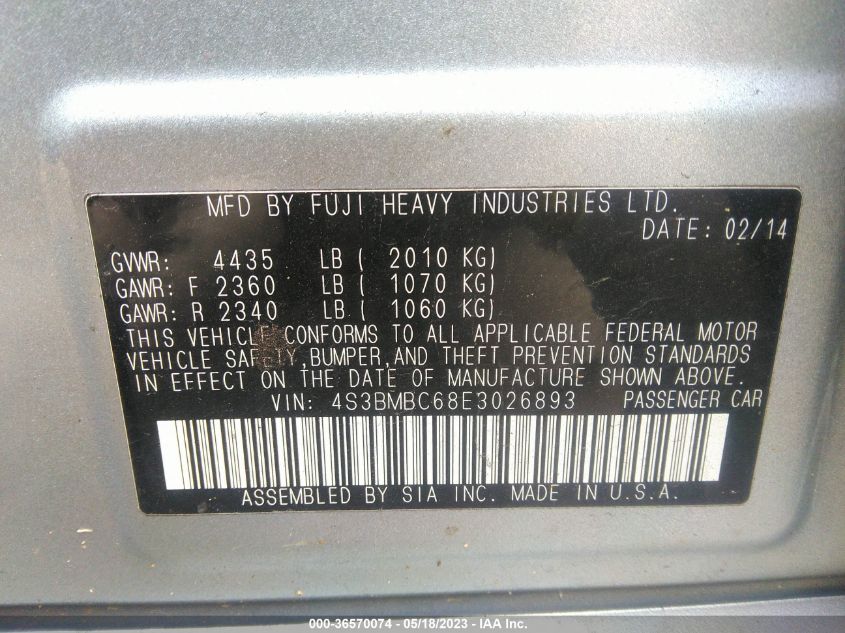 MFD BY FUJI HEAVY INDUSTRIES LTD.
DATE: 02/14
GVWR: 4435 LB ( 2010 KG)
GAWR: F 2360 LB ( 1070 KG)
GAWR: R 2340 LB ( 1060 KG)
THIS VEHICLE CONFORMS TO ALL APPLICABLE FEDERAL MOTOR
VEHICLE SAFETY,BUMPER,AND THEFT PREVENTION STANDARDS
IN EFFECT ON THE DATE OF MANUFACTURE SHOWN ABOVE.
VIN: 4S3BMBC68E3026893 PASSENGER CAR
ASSEMBLED BY SIA INC. MADE IN U.S.A.
000-36570074 - 05/18/2023 - IAA Inc.